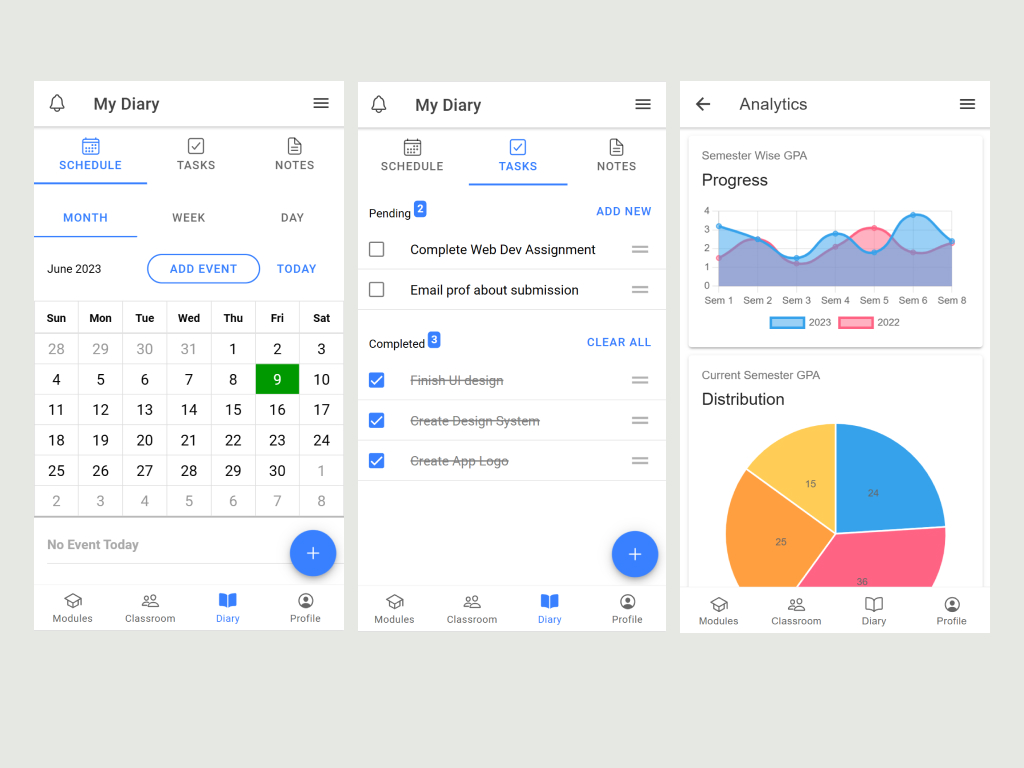 My Diary
SCHEDULE TASKS NOTES
MONTH WEEK DAY
June 2023 ADD EVENT TODAY
Sun Mon Tue Wed Thu Fri Sat
28 29 30 31 1 2 3
4 5 6 7 8 9 10
11 12 13 14 15 16 17
18 19 20 21 22 23 24
25 26 27 28 29 30 1
2 3 4 5 6 7 8
No Event Today
Modules Classroom Diary Profile
My Diary
SCHEDULE TASKS NOTES
Pending 2 ADD NEW
Complete Web Dev Assignment
Email prof about submission
Completed 3 CLEAR ALL
Finish UI design
Create Design System
Create App Logo
Modules Classroom Diary Profile
Analytics
Semester Wise GPA
Progress
4
3
2
1
0
Sem 1 Sem 2 Sem 3 Sem 4 Sem 5 Sem 6 Sem 8
2023 2022
Current Semester GPA
Distribution
15 24
25
36
Modules Classroom Diary Profile